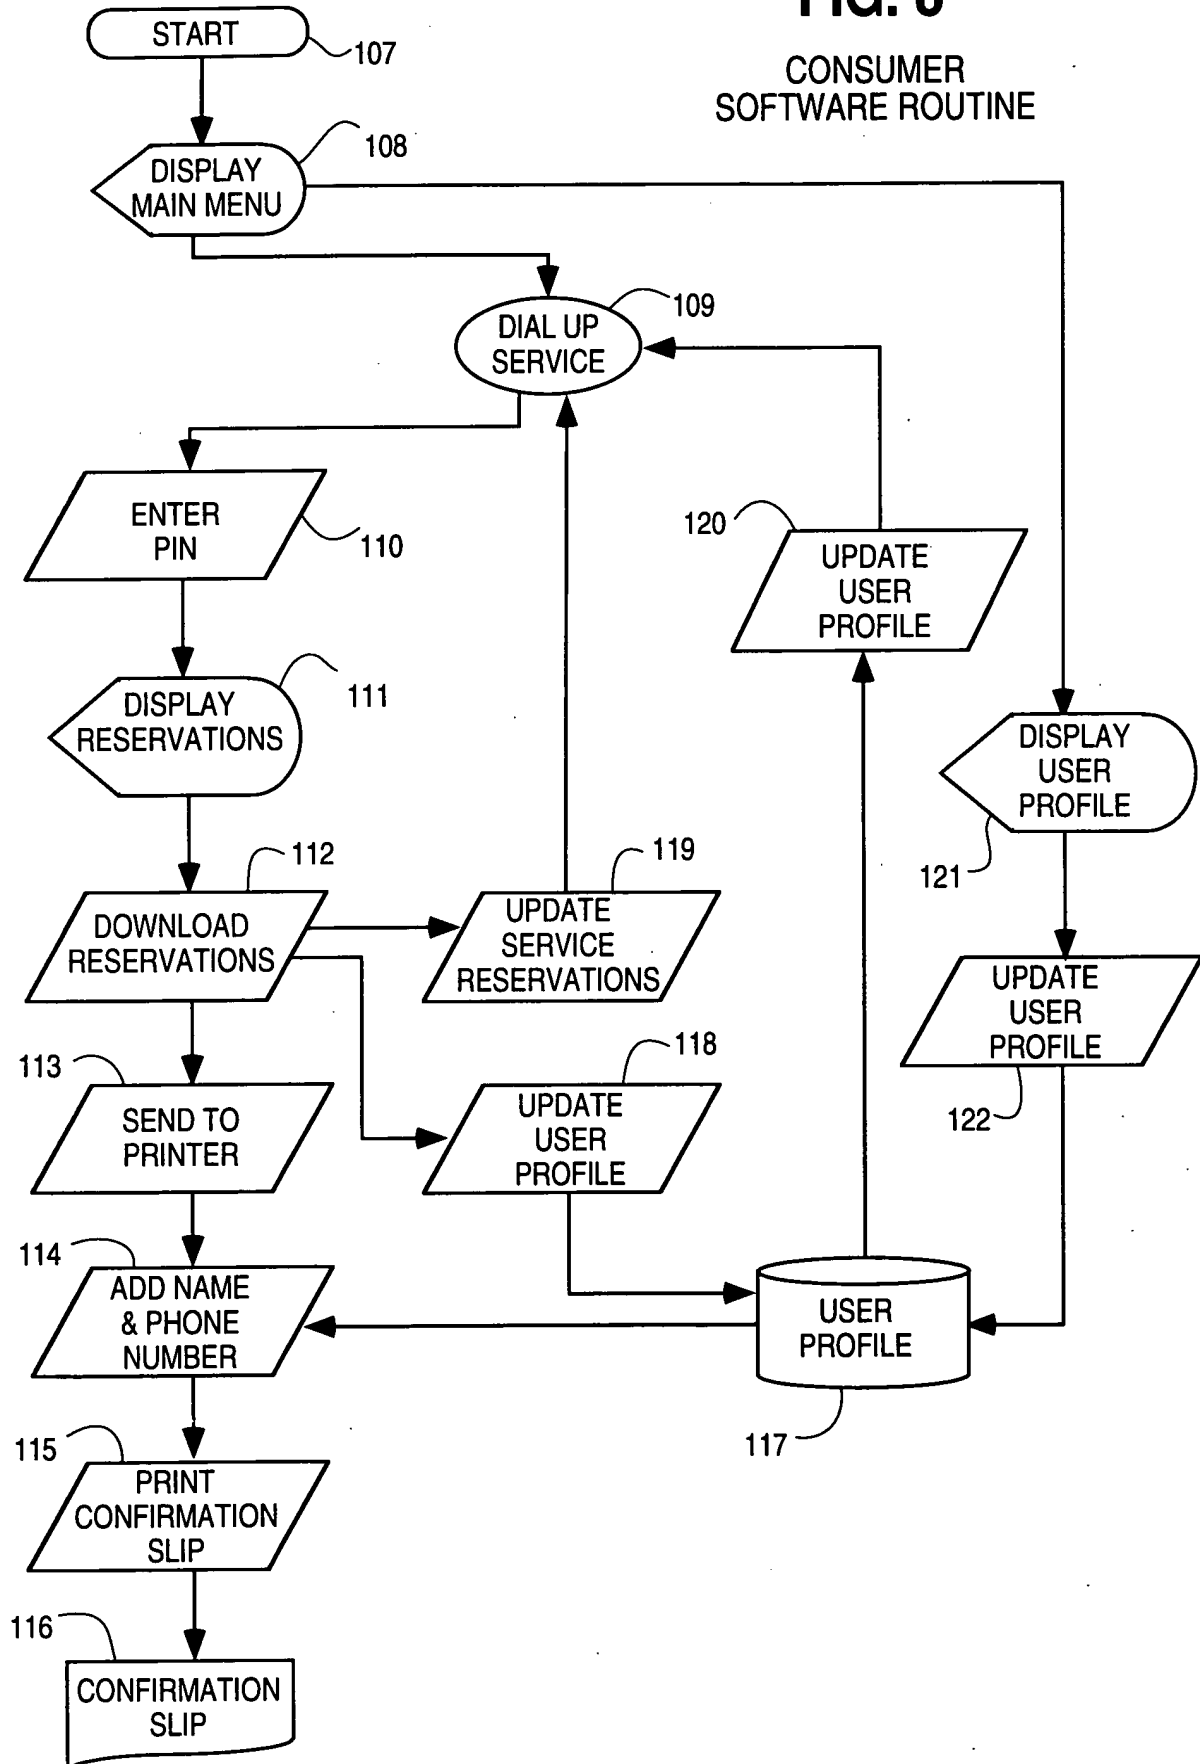 START
107
CONSUMER
SOFTWARE ROUTINE
DISPLAY
MAIN MENU
108
DIAL UP
SERVICE
109
ENTER
PIN
110
120
UPDATE
USER
PROFILE
DISPLAY
RESERVATIONS
111
DISPLAY
USER
PROFILE
121
DOWNLOAD
RESERVATIONS
112
UPDATE
SERVICE
RESERVATIONS
119
UPDATE
USER
PROFILE
122
113
SEND TO
PRINTER
UPDATE
USER
PROFILE
118
114
ADD NAME
& PHONE
NUMBER
USER
PROFILE
117
115
PRINT
CONFIRMATION
SLIP
116
CONFIRMATION
SLIP